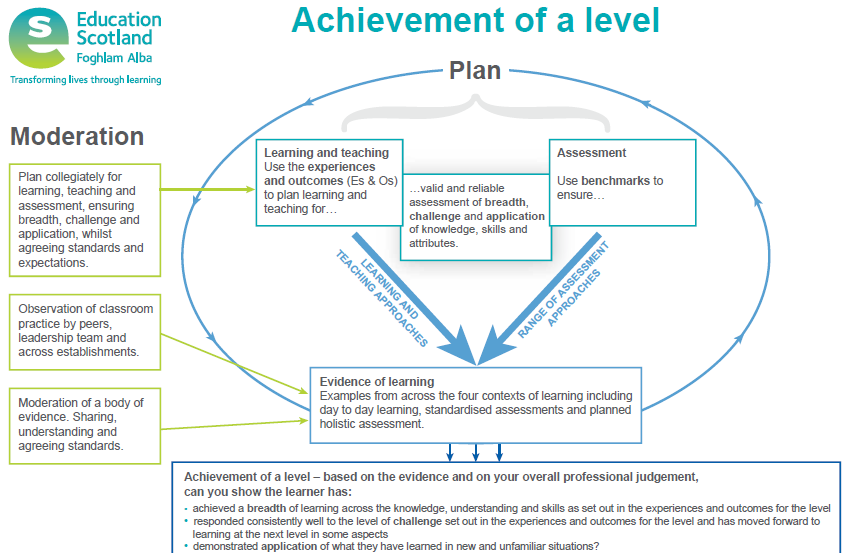 Education
Scotland
Foghlam Alba
Transforming lives through learning
Achievement of a level
Plan
Moderation
Plan collegiately for
learning, teaching and
assessment, ensuring
breadth, challenge and
application, whilst
agreeing standards and
expectations.
Observation of classroom
practice by peers,
leadership team and
across establishments.
Moderation of a body of
evidence. Sharing,
understanding and
agreeing standards.
Learning and teaching
Use the experiences
and outcomes (Es & Os)
to plan learning and
teaching for…
…valid and reliable
assessment of breadth,
challenge and application
of knowledge, skills and
attributes.
Assessment
Use benchmarks to
ensure…
LEARNING AND
TEACHING APPROACHES
RANGE OF ASSESSMENT
APPROACHES
Evidence of learning
Examples from across the four contexts of learning including
day to day learning, standardised assessments and planned
holistic assessment.
Achievement of a level – based on the evidence and on your overall professional judgement,
can you show the learner has:
· achieved a breadth of learning across the knowledge, understanding and skills as set out in the experiences and outcomes for the level
· responded consistently well to the level of challenge set out in the experiences and outcomes for the level and has moved forward to
learning at the next level in some aspects
· demonstrated application of what they have learned in new and unfamiliar situations?